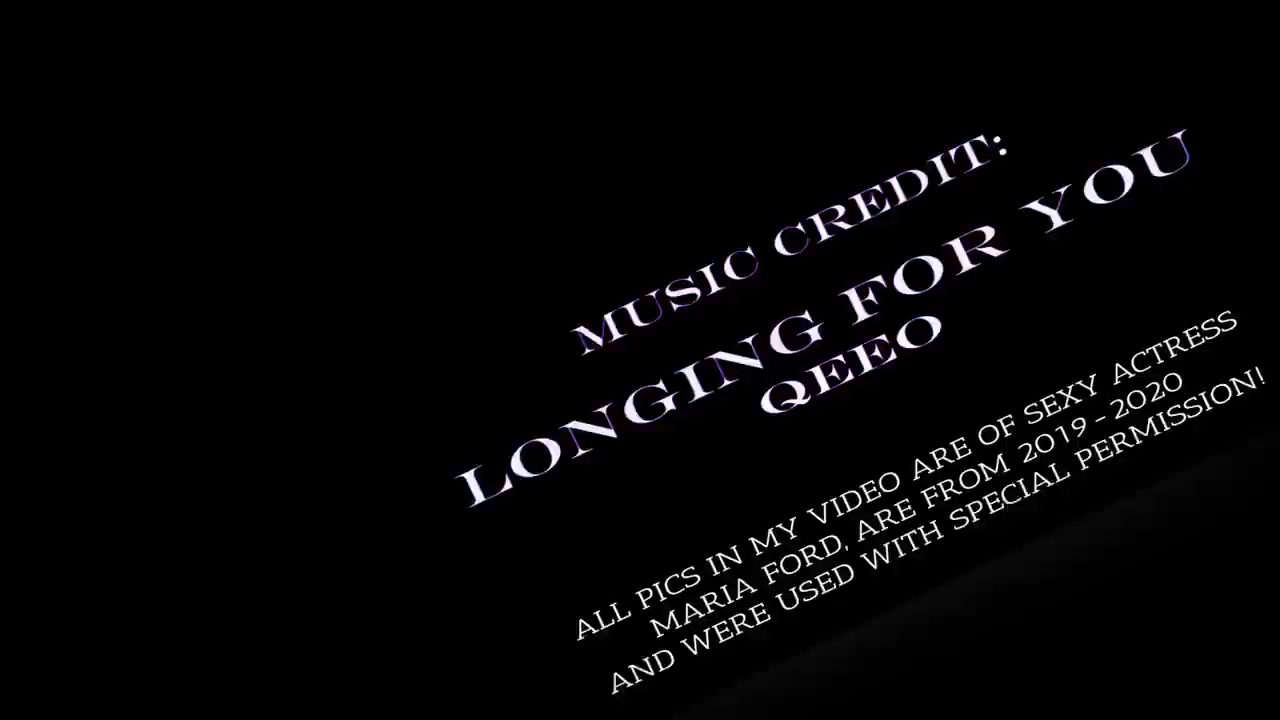 MUSIC CREDIT:
LONGING FOR YOU
QEEO
ALL PICS IN MY VIDEO ARE OF SEXY ACTRESS
MARIA FORD, ARE FROM 2019 - 2020
AND WERE USED WITH SPECIAL PERMISSION!